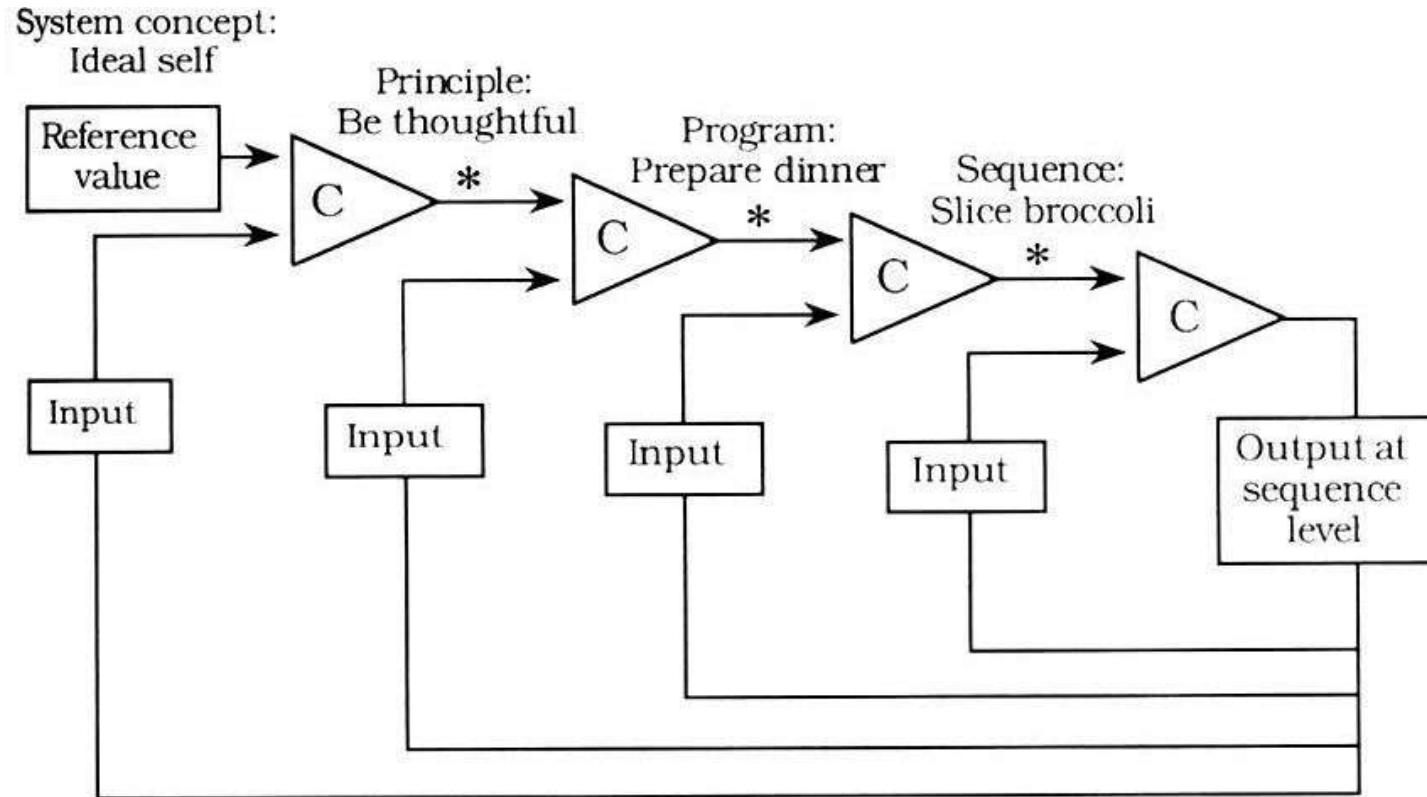 System concept:
Ideal self
Reference
value
C
Principle:
Be thoughtful
*
C
Program:
Prepare dinner
*
C
Sequence:
Slice broccoli
*
C
Input
Input
Input
Input
Output at
sequence
level